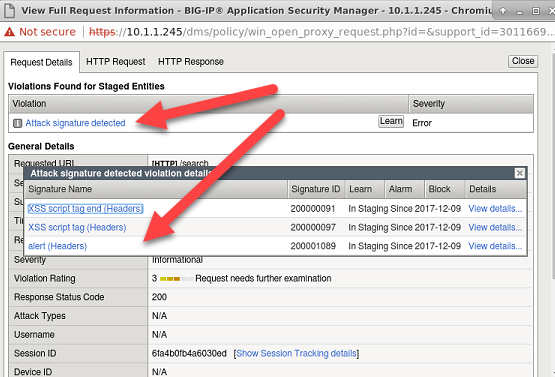 View Full Request Information - BIG-IP® Application Security Manager - 10.1.1.245 - Chromiu
Not secure https://10.1.1.245/dms/policy/win_open_proxy_request.php?id=&support_id=3011669...
Request Details HTTP Request HTTP Response Close
Violations Found for Staged Entities
Violation Severity
Attack signature detected Learn Error
General Details
Requested URL [HTTP] /search
Attack signature detected violation details
Signature Name Signature ID Learn Alarm Block Details
XSS script tag end (Headers) 200000091 In Staging Since 2017-12-09 View details...
XSS script tag (Headers) 200000097 In Staging Since 2017-12-09 View details...
alert (Headers) 200001089 In Staging Since 2017-12-09 View details...
Severity Informational
Violation Rating 3 Request needs further examination
Response Status Code 200
Attack Types N/A
Username N/A
Session ID 6fa4b0fb4a6030ed [Show Session Tracking details]
Device ID N/A